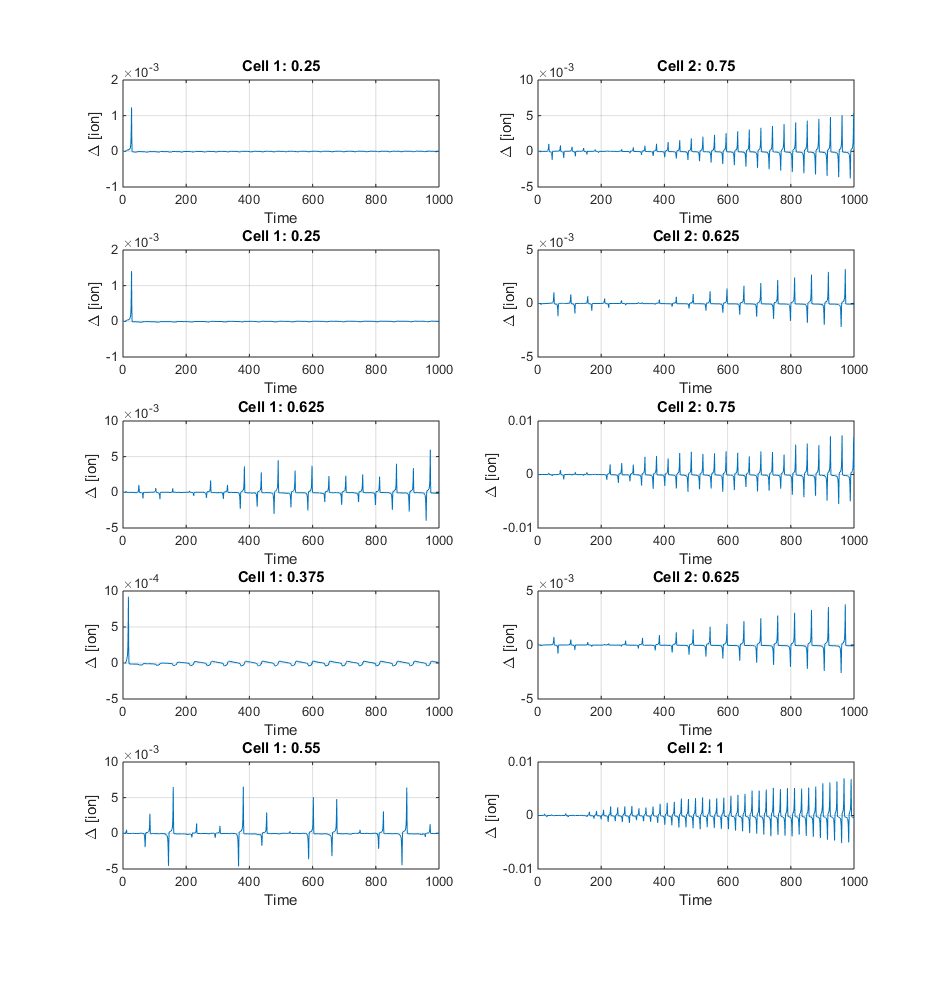 Cell 1: 0.25
×10-3
2
1
0
-1
Δ [ion]
0 200 400 600 800 1000
Time
Cell 2: 0.75
×10-3
10
5
0
-5
Δ [ion]
0 200 400 600 800 1000
Time
Cell 1: 0.25
×10-3
2
1
0
-1
Δ [ion]
0 200 400 600 800 1000
Time
Cell 2: 0.625
×10-3
5
0
-5
Δ [ion]
0 200 400 600 800 1000
Time
Cell 1: 0.625
×10-3
10
5
0
-5
Δ [ion]
0 200 400 600 800 1000
Time
Cell 2: 0.75
0.01
0
-0.01
Δ [ion]
0 200 400 600 800 1000
Time
Cell 1: 0.375
×10-4
10
5
0
-5
Δ [ion]
0 200 400 600 800 1000
Time
Cell 2: 0.625
×10-3
5
0
-5
Δ [ion]
0 200 400 600 800 1000
Time
Cell 1: 0.55
×10-3
10
5
0
-5
Δ [ion]
0 200 400 600 800 1000
Time
Cell 2: 1
0.01
0
-0.01
Δ [ion]
0 200 400 600 800 1000
Time